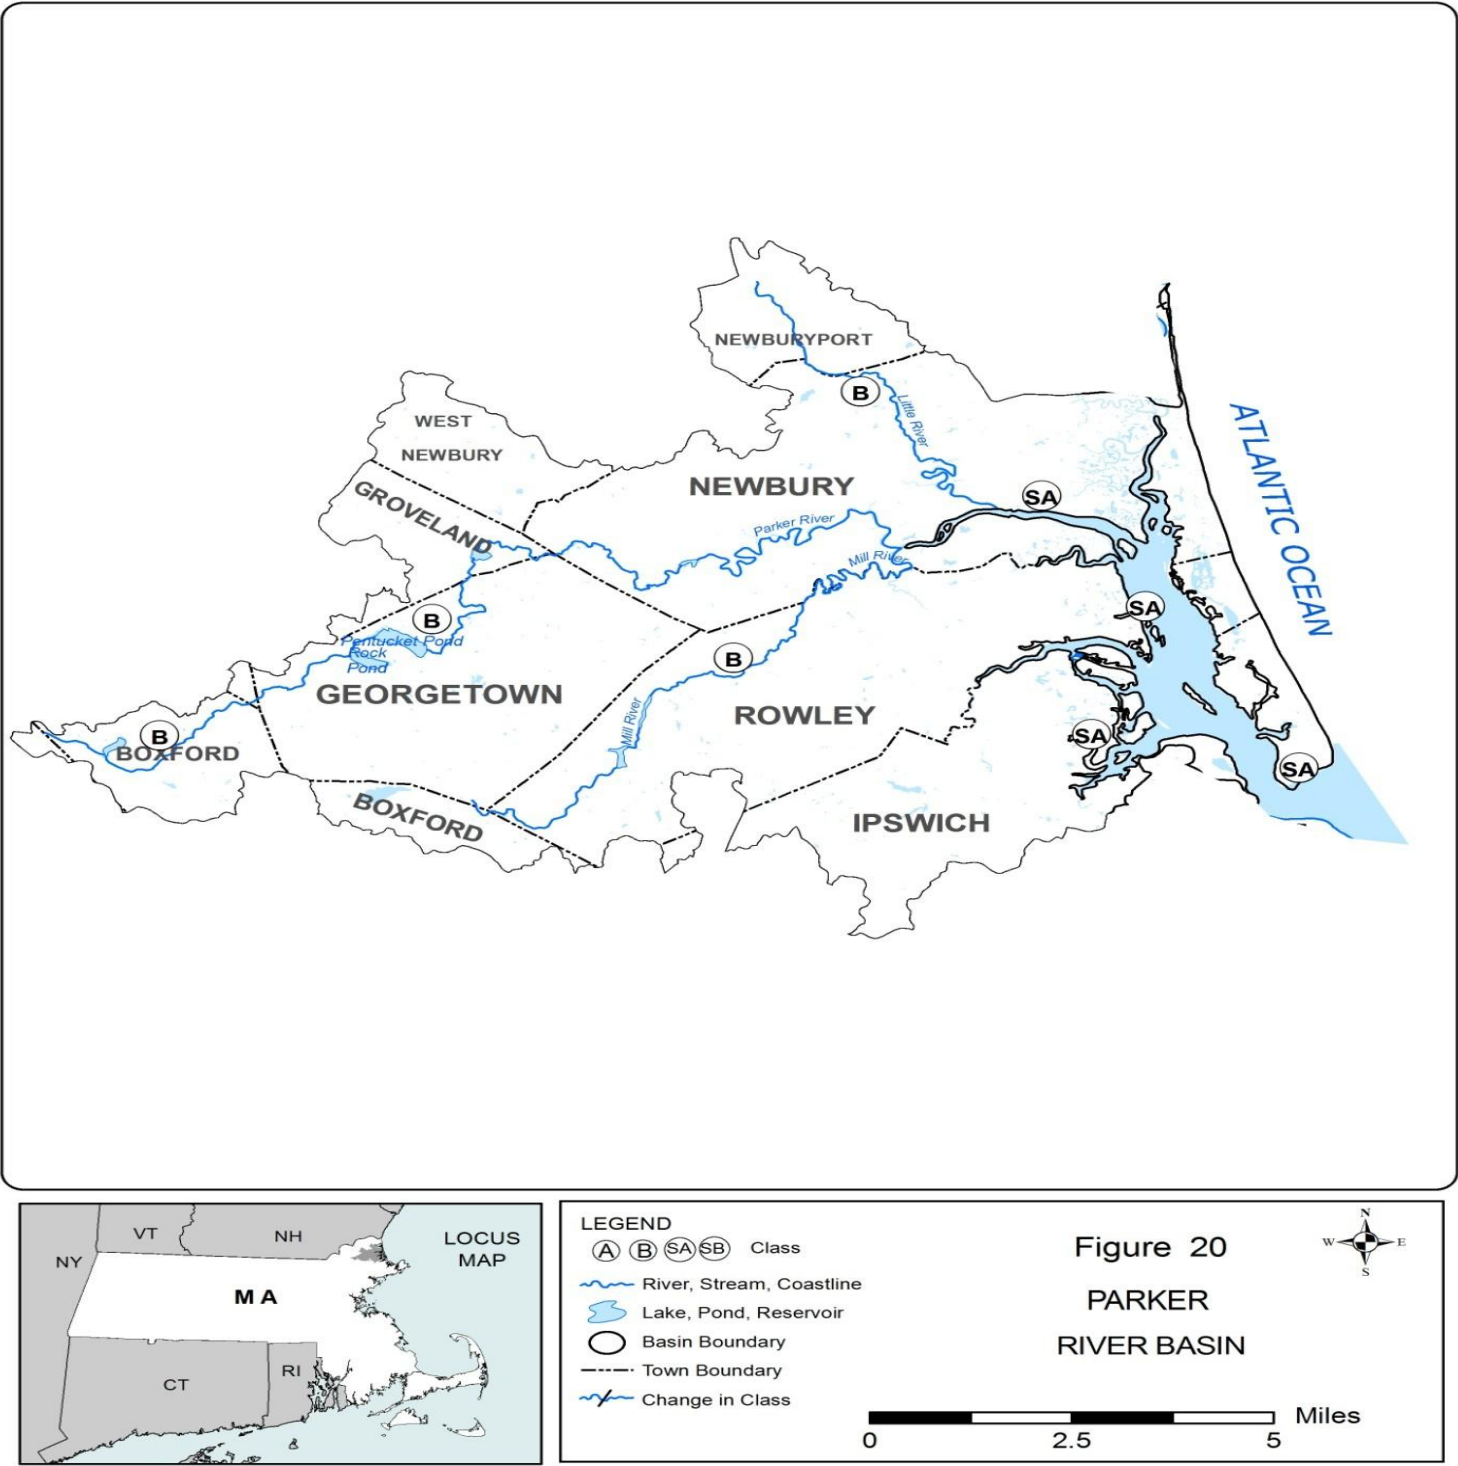 NEWBURYPORT
B
Little River
WEST
NEWBURY
GROVELAND
NEWBURY
SA
ATLANTIC OCEAN
Parker River
Mill River
B
Pentucket Pond
Rock
Pond
SA
B
GEORGETOWN
ROWLEY
Mill River
B
BOXFORD
SA
SA
BOXFORD
IPSWICH
NY
VT
NH
LOCUS
MAP
MA
CT
RI
LEGEND
A B SA SB Class
River, Stream, Coastline
Lake, Pond, Reservoir
Basin Boundary
Town Boundary
Change in Class
Figure 20
PARKER
RIVER BASIN
N
W E
S
Miles
0 2.5 5